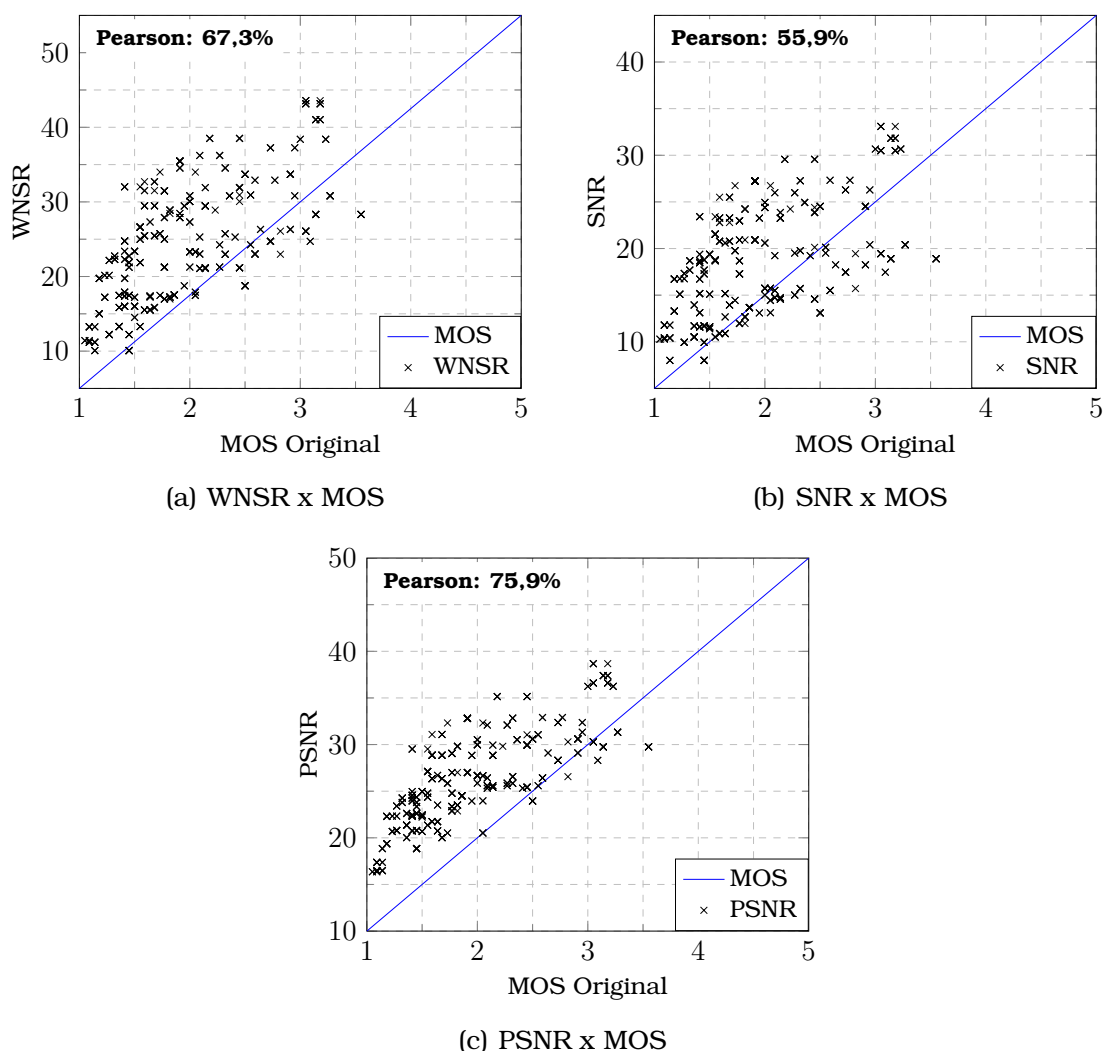 Pearson: 67,3%
50
40
30
20
10
WNSR
1 2 3 4 5
MOS Original
MOS
WNSR
(a) WNSR x MOS
Pearson: 55,9%
40
30
20
10
SNR
1 2 3 4 5
MOS Original
MOS
SNR
(b) SNR x MOS
Pearson: 75,9%
50
40
30
20
10
PSNR
1 2 3 4 5
MOS Original
MOS
PSNR
(c) PSNR x MOS